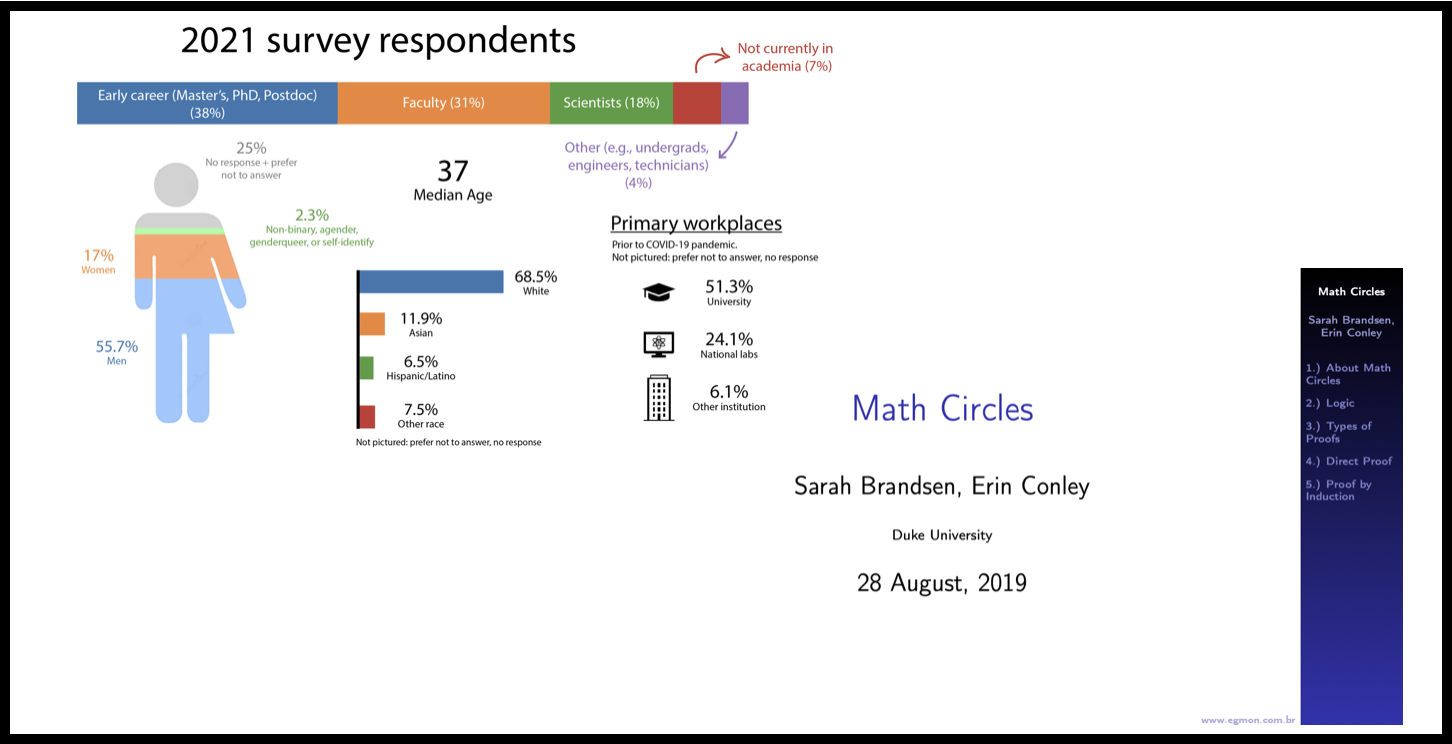 2021 survey respondents
Not currently in
academia (7%)
Early career (Master's, PhD, Postdoc)
(38%)
Faculty (31%)
Scientists (18%)
Other (e.g., undergrads,
engineers, technicians)
(4%)
25%
No response + prefer
not to answer
2.3%
Non-binary, agender,
genderqueer, or self-identify
17%
Women
55.7%
Men
37
Median Age
68.5%
White
11.9%
Asian
6.5%
Hispanic/Latino
7.5%
Other race
Not pictured: prefer not to answer, no response
Primary workplaces
Prior to COVID-19 pandemic.
Not pictured: prefer not to answer, no response
51.3%
University
24.1%
National labs
6.1%
Other institution
Math Circles
Sarah Brandsen, Erin Conley
Duke University
28 August, 2019
www.egmon.com.br
Math Circles
Sarah Brandsen,
Erin Conley
1.) About Math
Circles
2.) Logic
3.) Types of
Proofs
4.) Direct Proof
5.) Proof by
Induction